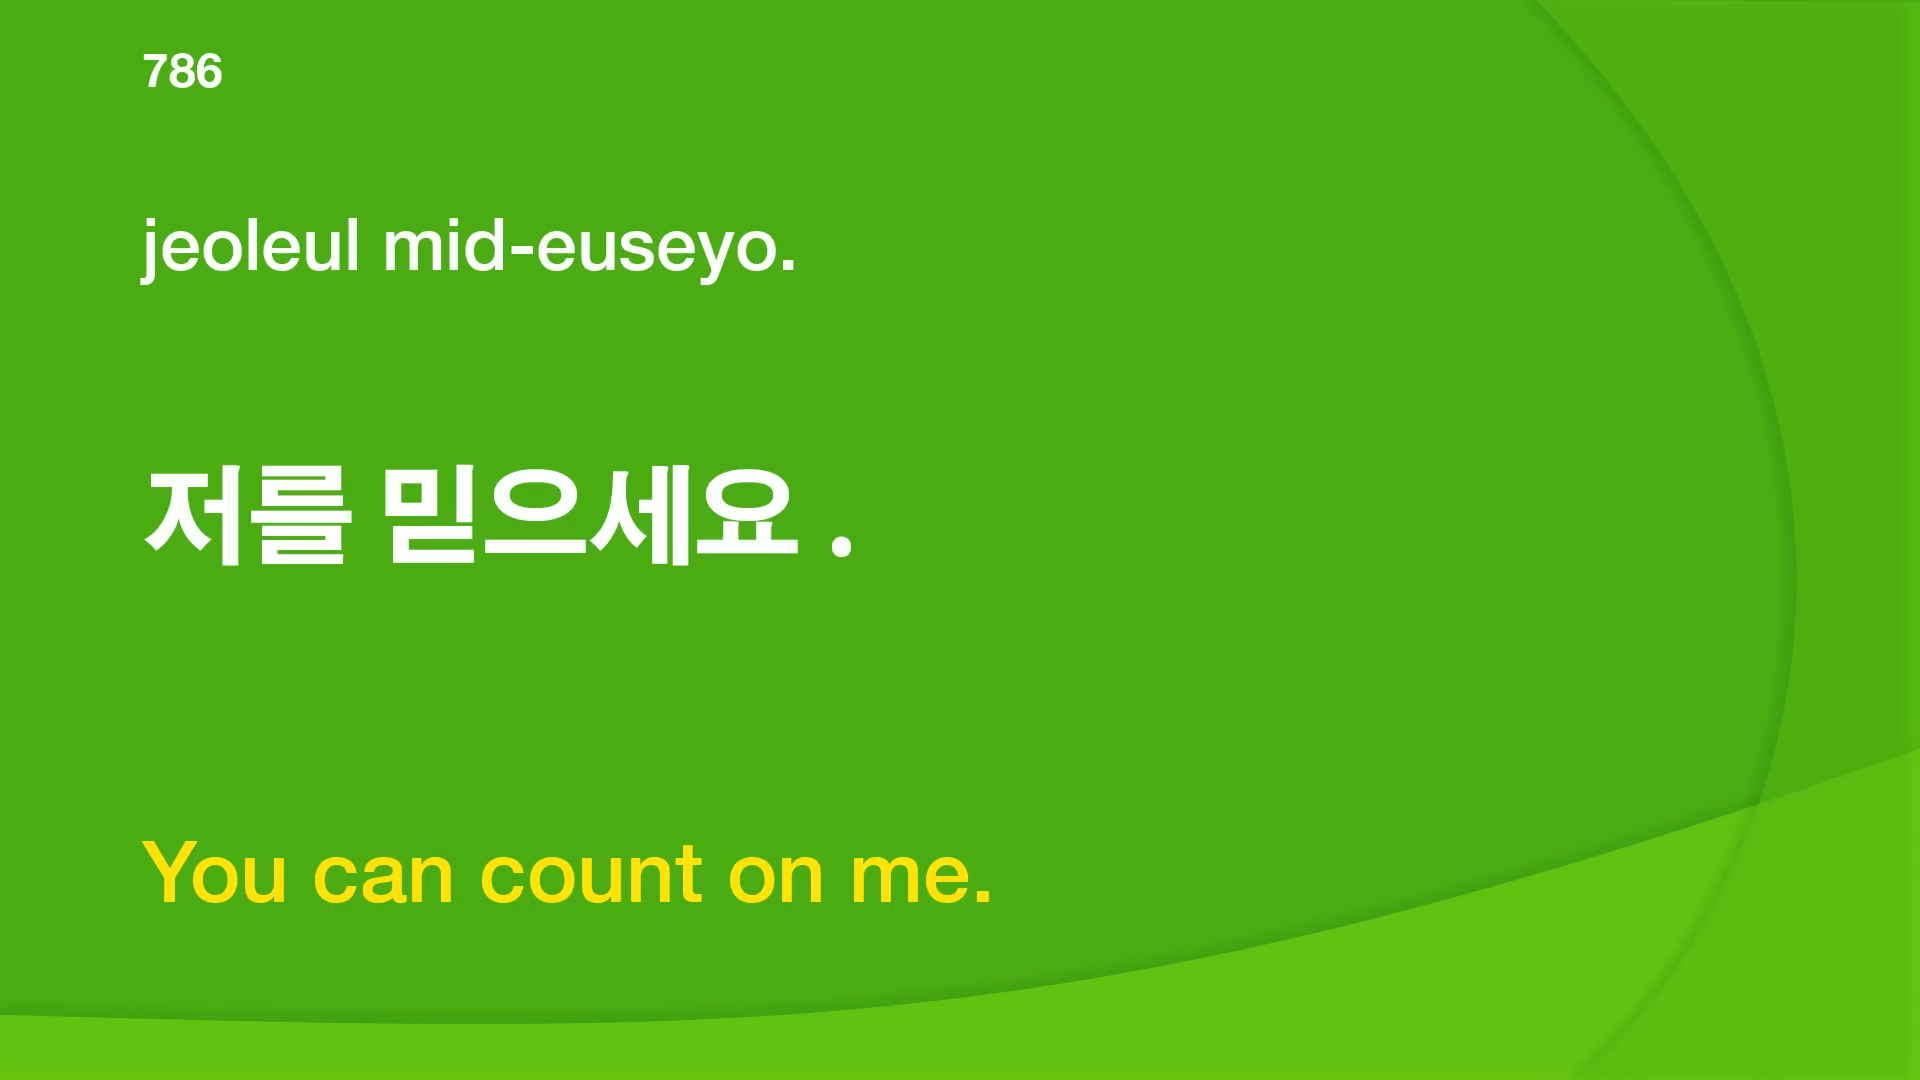 786
jeoleul mid-euseyo.
저를 믿으세요 .
You can count on me.